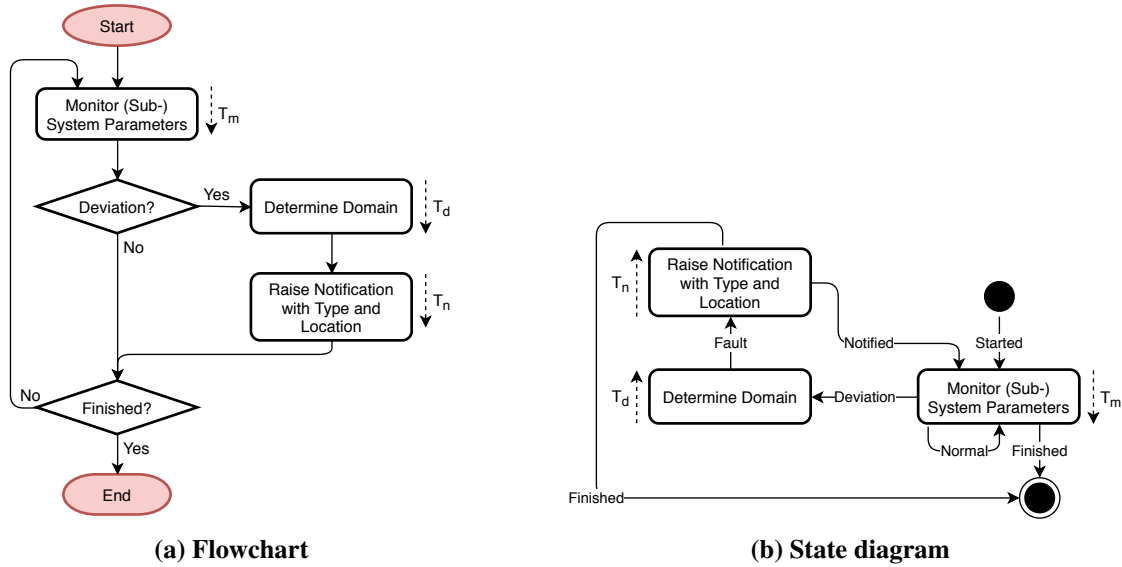 Start
Monitor (Sub-)
System Parameters
Tm
Deviation?
Yes
Determine Domain
Td
No
Raise Notification
with Type and
Location
Tn
No
Finished?
Yes
End
(a) Flowchart
Tn
Raise Notification
with Type and
Location
Fault
Notified
Started
Td
Determine Domain
Deviation
Monitor (Sub-)
System Parameters
Tm
Normal
Finished
Finished
(b) State diagram